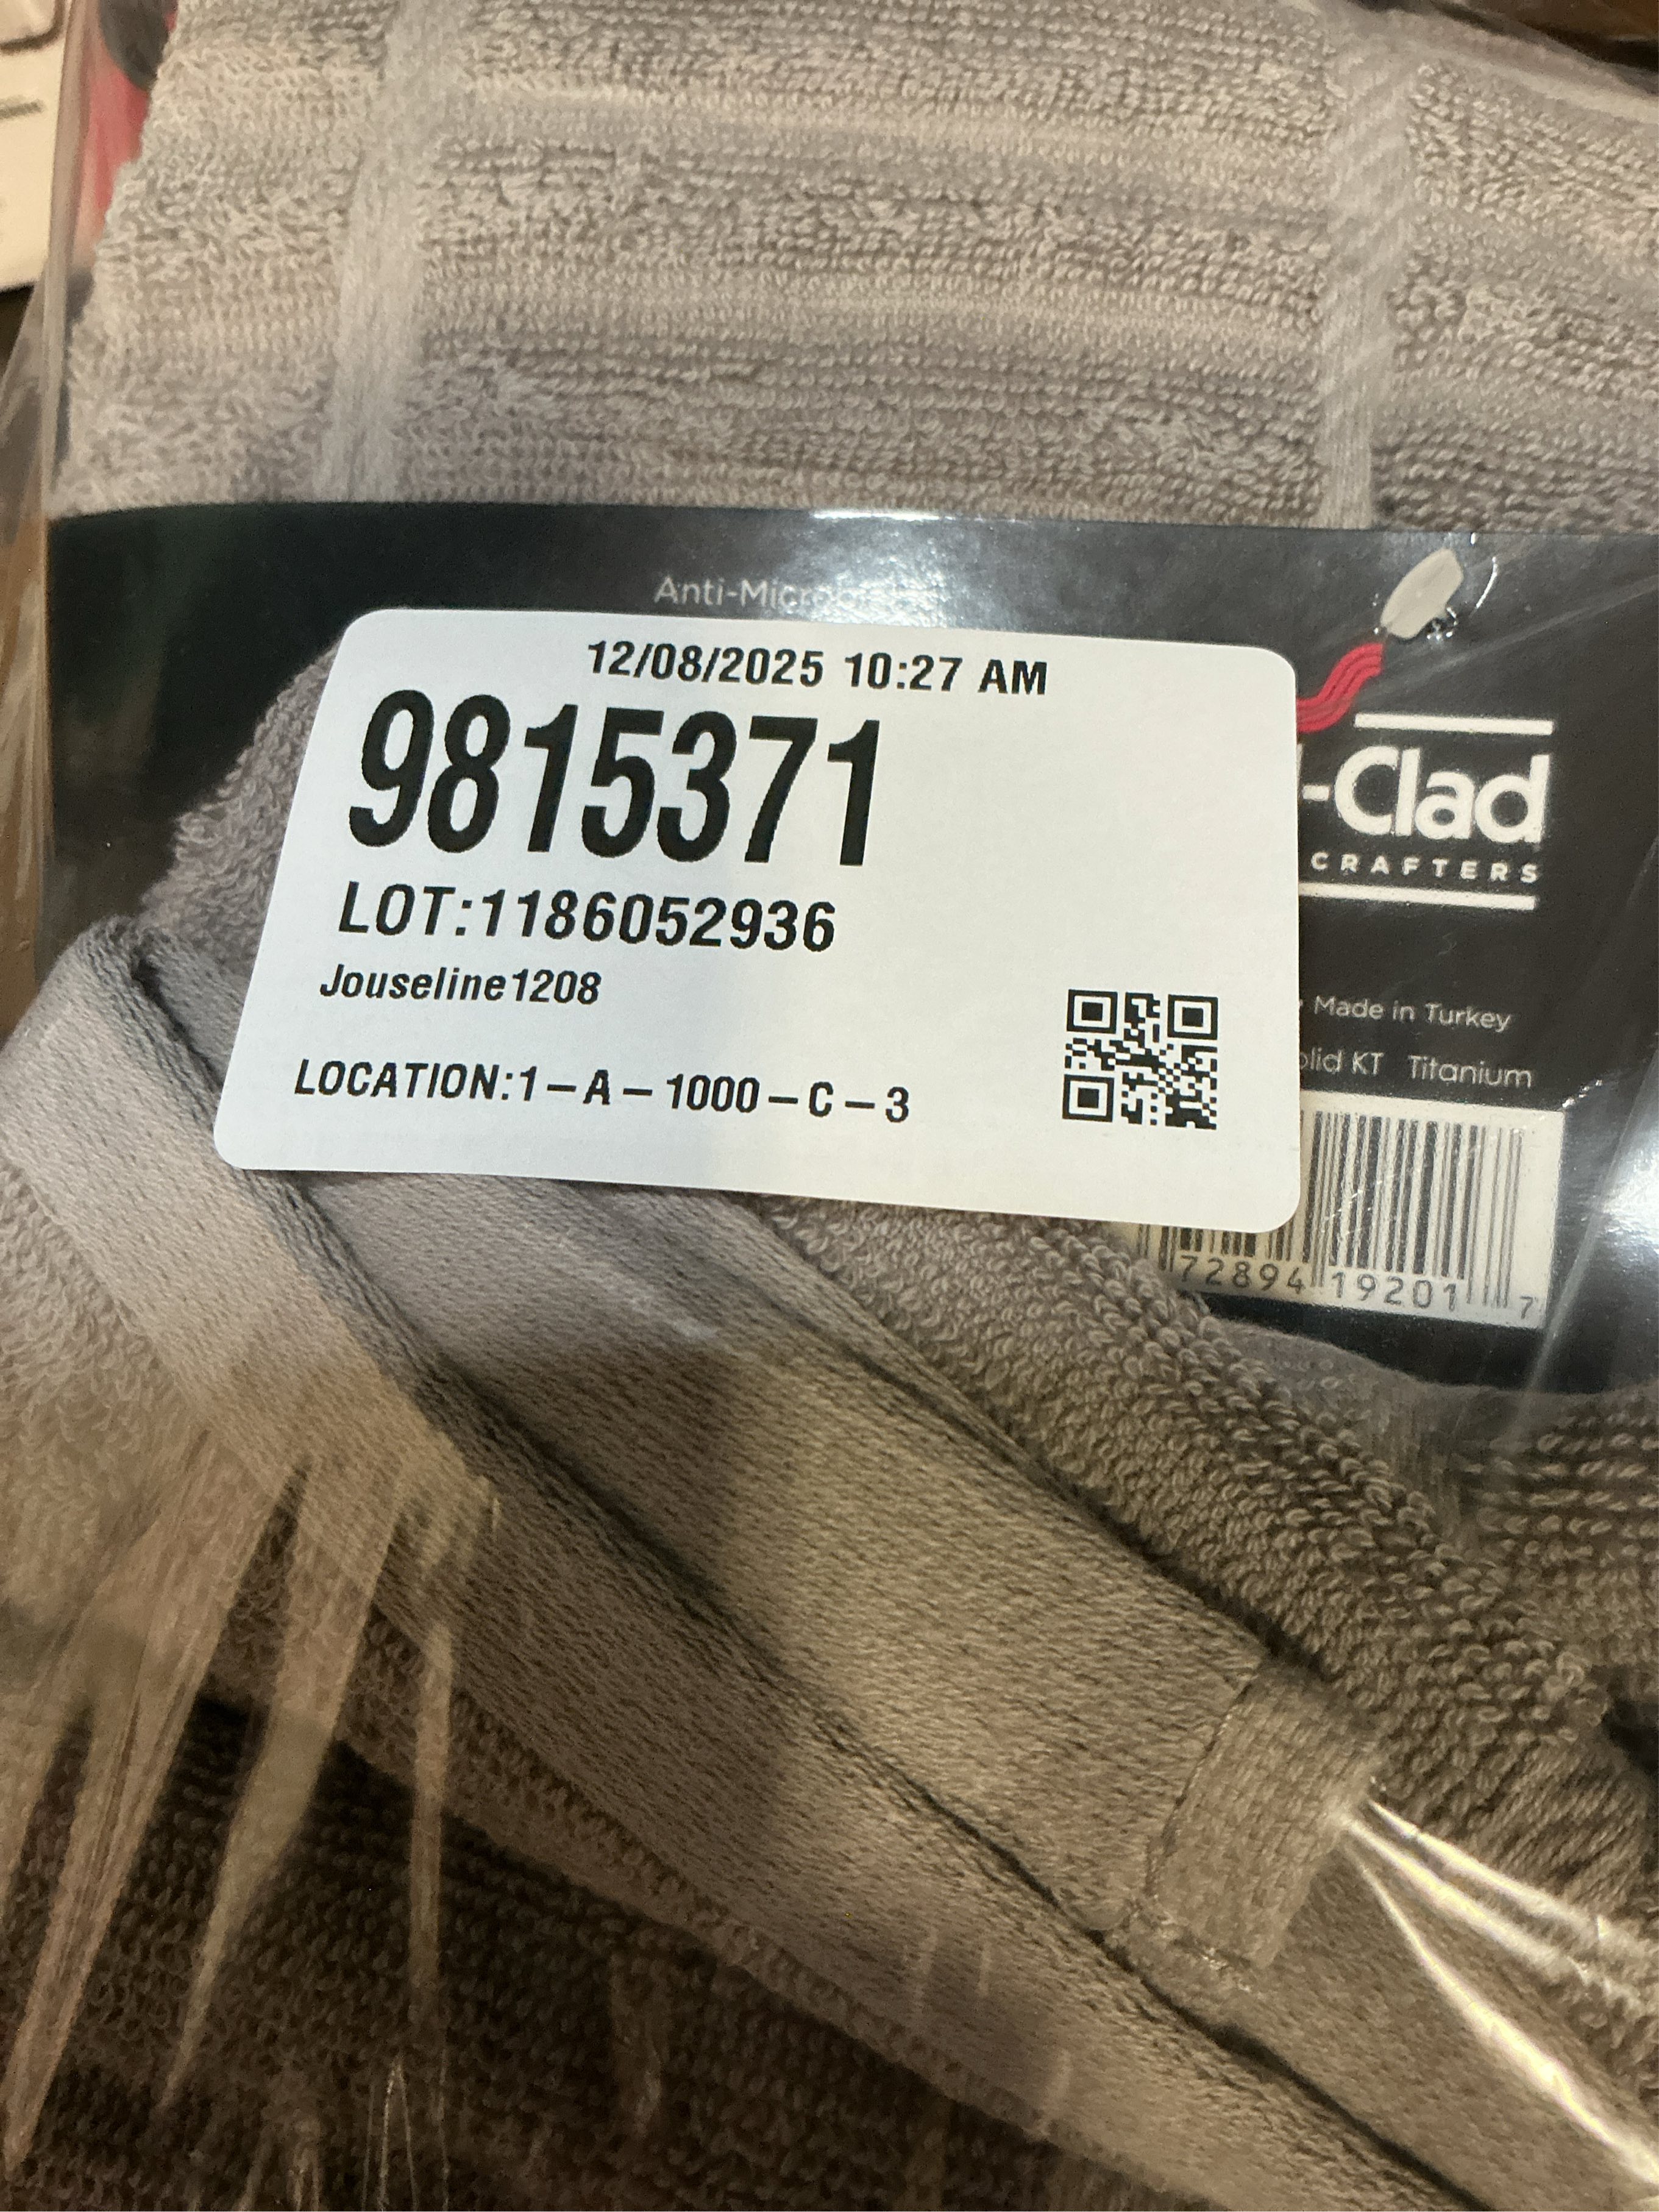 Anti-Micro
12/08/2025 10:27 AM
9815371
LOT:1186052936
Jouseline1208
LOCATION:1-A-1000-C-3
-Clad
CRAFTERS
Made in Turkey
olid KT Titanium
72894 19201 7